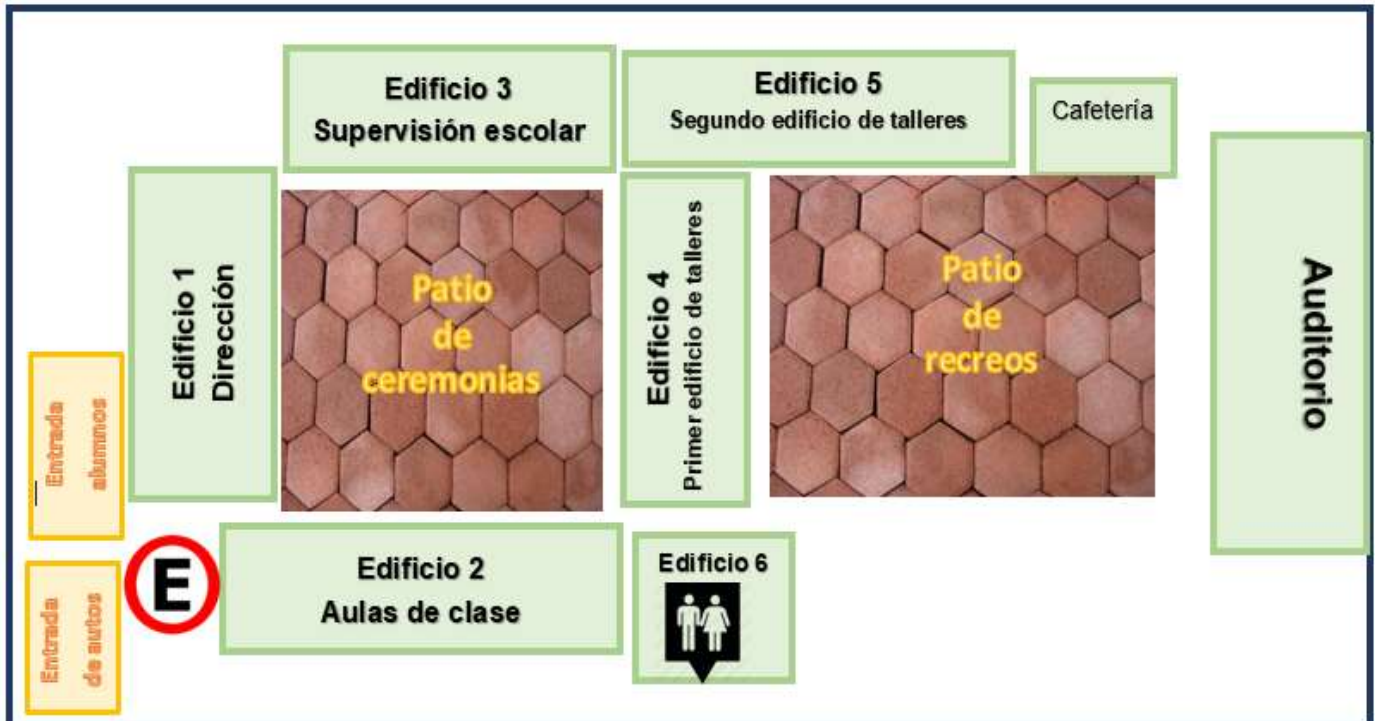 Edificio 3
Supervisión escolar
Edificio 5
Segundo edificio de talleres
Cafetería
Edificio 1
Dirección
Patio
de
ceremonias
Edificio 4
Primer edificio de talleres
Patio
de
recreos
Auditorio
Entrada
alumnos
Entrada
de autos
E
Edificio 2
Aulas de clase
Edificio 6